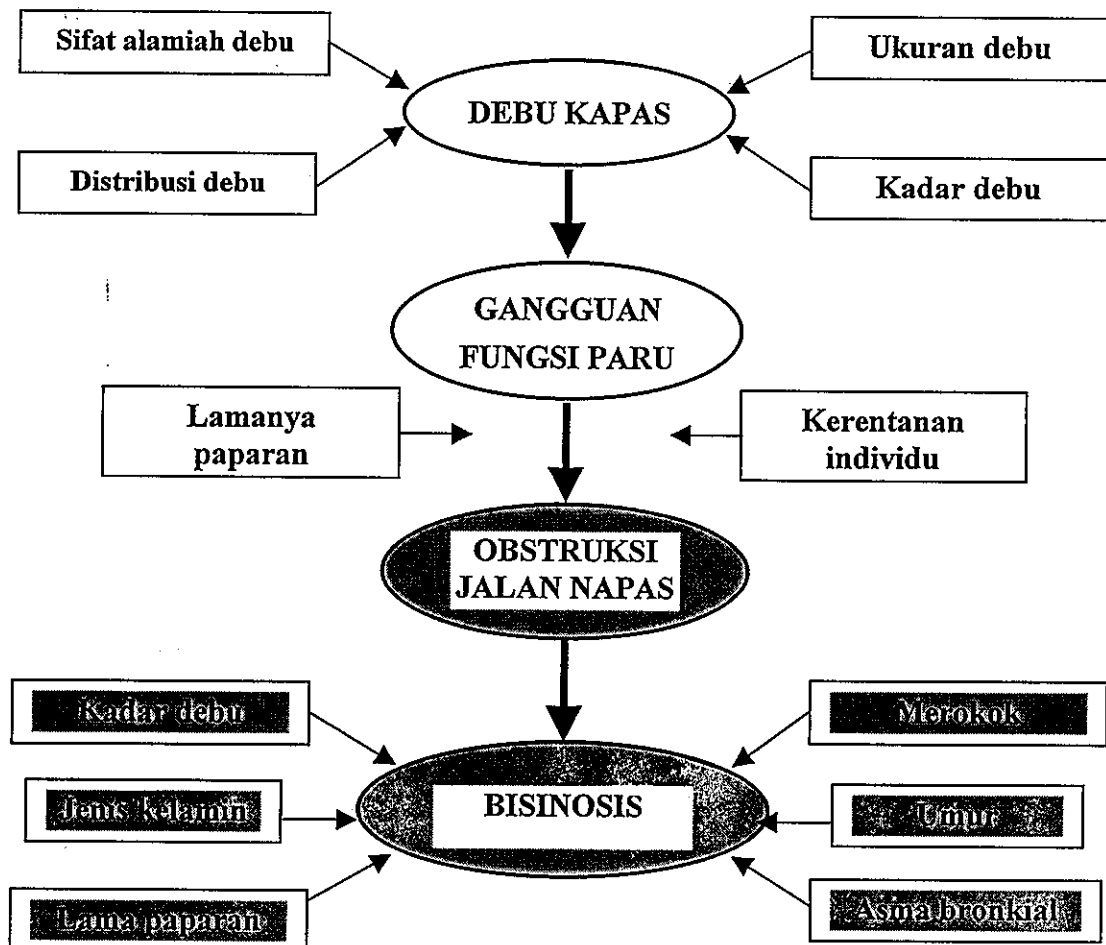 Sifat alamiah debu
Ukuran debu
DEBU KAPAS
Distribusi debu
Kadar debu
GANGGUAN
FUNGSI PARU
Lamanya
paparan
Kerentanan
individu
OBSTRUKSI
JALAN NAPAS
Kadar debu
Merokok
Jenis kelamin
BISINOSIS
Umur
Lama paparan
Asma bronkial